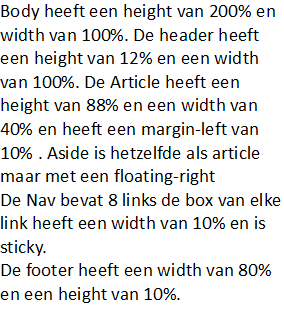 Body heeft een height van 200% en
width van 100%. De header heeft
een height van 12% en een width
van 100%. De Article heeft een
height van 88% en een width van
40% en heeft een margin-left van
10% . Aside is hetzelfde als article
maar met een floating-right
De Nav bevat 8 links de box van elke
link heeft een width van 10% en is
sticky.
De footer heeft een width van 80%
en een height van 10%.